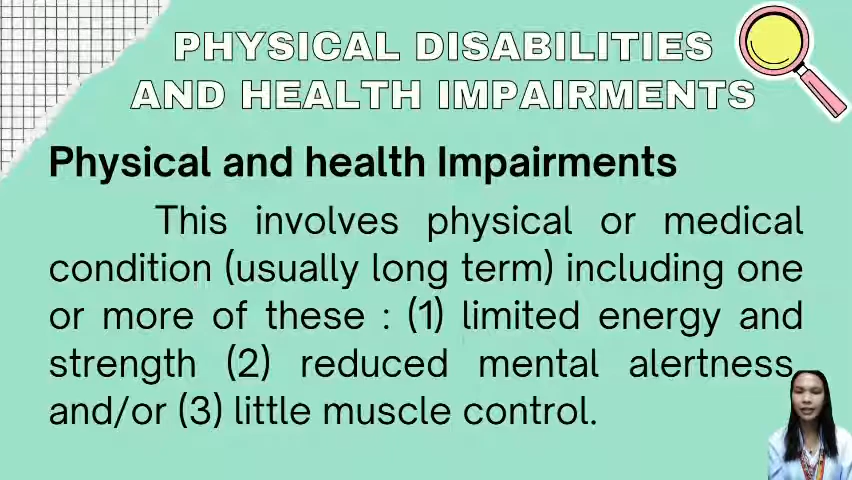 PHYSICAL DISABILITIES
AND HEALTH IMPAIRMENTS
Physical and health Impairments
This involves physical or medical
condition (usually long term) including one
or more of these : (1) limited energy and
strength (2) reduced mental alertness,
and/or (3) little muscle control.